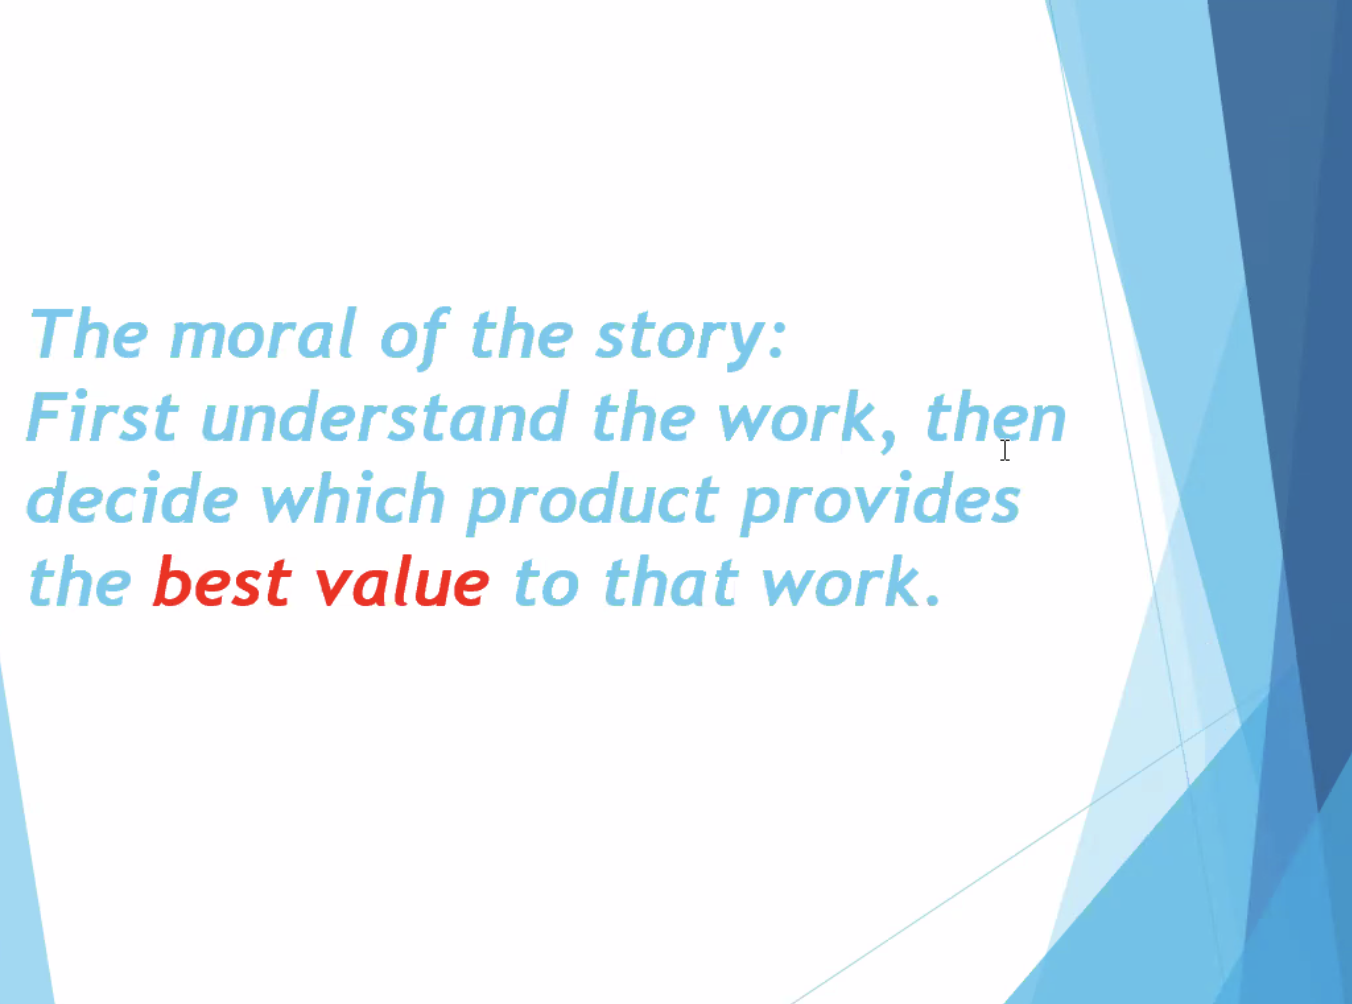 The moral of the story:
First understand the work, then
decide which product provides
the best value to that work.